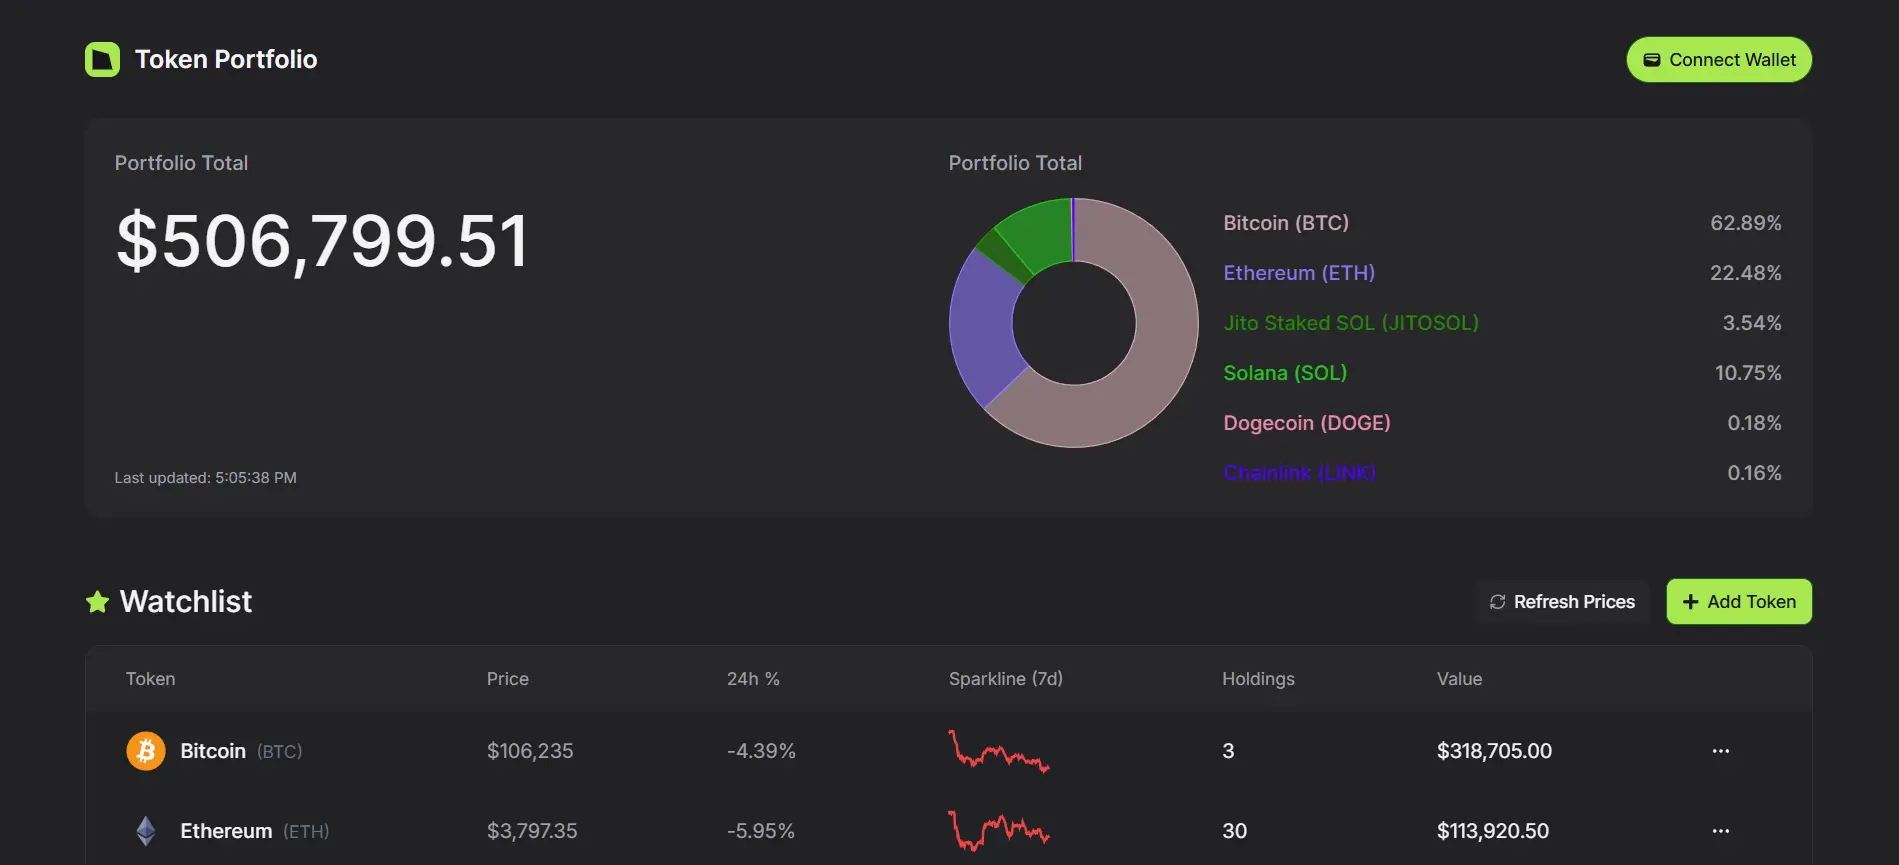 Token Portfolio
Connect Wallet
Portfolio Total
$506,799.51
Last updated: 5:05:38 PM
Portfolio Total
Bitcoin (BTC) 62.89%
Ethereum (ETH) 22.48%
Jito Staked SOL (JITOSOL) 3.54%
Solana (SOL) 10.75%
Dogecoin (DOGE) 0.18%
Chainlink (LINK) 0.16%
Watchlist
Refresh Prices
Add Token
Token Price 24h % Sparkline (7d) Holdings Value
Bitcoin (BTC) $106,235 -4.39% 3 $318,705.00
Ethereum (ETH) $3,797.35 -5.95% 30 $113,920.50